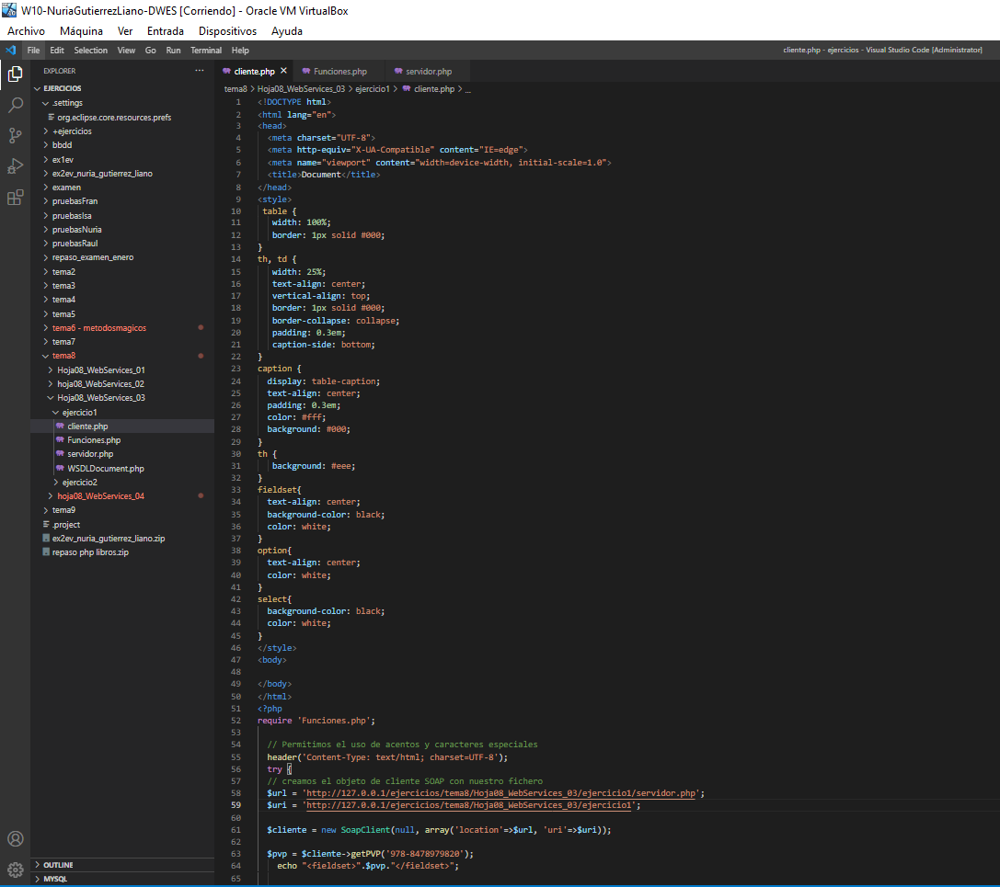 W10-NuriaGutierrezLiano-DWES [Corriendo] - Oracle VM VirtualBox
Archivo Máquina Ver Entrada Dispositivos Ayuda
File Edit Selection View Go Run Terminal Help
cliente.php - ejercicios - Visual Studio Code [Administrator]
EXPLORER ...
EJERCICIOS
.settings
org.eclipse.core.resources.prefs
+ejercicios
bbdd
ex1ev
ex2ev_nuria_gutierrez_liano
examen
pruebasFran
pruebasIsa
pruebasNuria
pruebasRaul
repaso_examen_enero
tema2
tema3
tema4
tema5
tema6 - metodosmagicos
tema7
tema8
Hoja08_WebServices_01
hoja08_WebServices_02
Hoja08_WebServices_03
ejercicio1
cliente.php
Funciones.php
servidor.php
WSDLDocument.php
ejercicio2
hoja08_WebServices_04
tema9
.project
ex2ev_nuria_gutierrez_liano.zip
repaso php libros.zip
OUTLINE
MYSQL
cliente.php Funciones.php servidor.php
tema8 > Hoja08_WebServices_03 > ejercicio1 > cliente.php > ...
1 <!DOCTYPE html>
2 <html lang="en">
3 <head>
4 <meta charset="UTF-8">
5 <meta http-equiv="X-UA-Compatible" content="IE=edge">
6 <meta name="viewport" content="width=device-width, initial-scale=1.0">
7 <title>Document</title>
8 </head>
9 <style>
10 table {
11 width: 100%;
12 border: 1px solid #000;
13 }
14 th, td {
15 width: 25%;
16 text-align: center;
17 vertical-align: top;
18 border: 1px solid #000;
19 border-collapse: collapse;
20 padding: 0.3em;
21 caption-side: bottom;
22 }
23 caption {
24 display: table-caption;
25 text-align: center;
26 padding: 0.3em;
27 color: #fff;
28 background: #000;
29 }
30 th {
31 background: #eee;
32 }
33 fieldset{
34 text-align: center;
35 background-color: black;
36 color: white;
37 }
38 option{
39 text-align: center;
40 color: white;
41 }
42 select{
43 background-color: black;
44 color: white;
45 }
46 </style>
47 <body>
48
49 </body>
50 </html>
51 <?php
52 require 'Funciones.php';
53
54 // Permitimos el uso de acentos y caracteres especiales
55 header('Content-Type: text/html; charset=UTF-8');
56 try {
57 // creamos el objeto de cliente SOAP con nuestro fichero
58 $url = 'http://127.0.0.1/ejercicios/tema8/Hoja08_WebServices_03/ejercicio1/servidor.php';
59 $uri = 'http://127.0.0.1/ejercicios/tema8/Hoja08_WebServices_03/ejercicio1';
60
61 $cliente = new SoapClient(null, array('location'=>$url, 'uri'=>$uri));
62
63 $pvp = $cliente->getPVP('978-8478979820');
64 echo "<fieldset>".$pvp."</fieldset>";
65